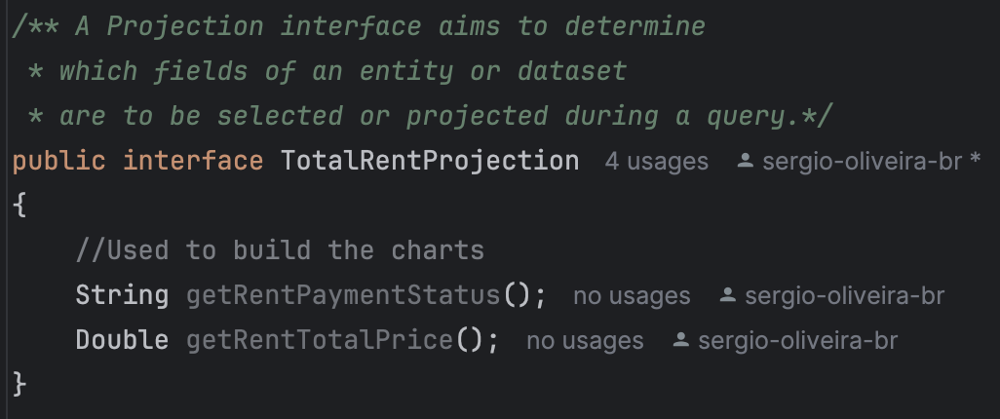 /** A Projection interface aims to determine
* which fields of an entity or dataset
* are to be selected or projected during a query.*/
public interface TotalRentProjection 4 usages sergio-oliveira-br *
{
//Used to build the charts
String getRentPaymentStatus(); no usages sergio-oliveira-br
Double getRentTotalPrice(); no usages sergio-oliveira-br
}